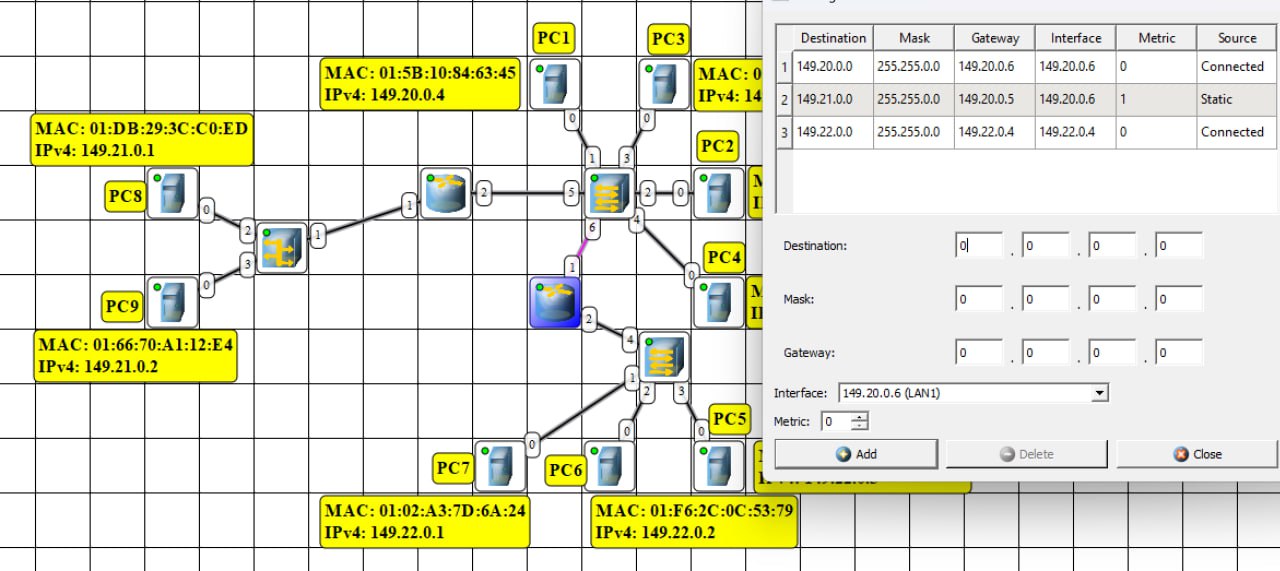 PC1
PC3
MAC: 01:5B:10:84:63:45
IPv4: 149.20.0.4
MAC: 0
IPv4: 14
MAC: 01:DB:29:3C:C0:ED
IPv4: 149.21.0.1
PC2
PC8
0
0
1
3
2
5
2
0
0
1
2
1
6
4
3
0
1
0
PC4
PC9
MAC: 01:66:70:A1:12:E4
IPv4: 149.21.0.2
2
4
1
2
3
0
0
0
PC5
PC7
PC6
MAC: 01:02:A3:7D:6A:24
IPv4: 149.22.0.1
MAC: 01:F6:2C:0C:53:79
IPv4: 149.22.0.2
Destination Mask Gateway Interface Metric Source
1 149.20.0.0 255.255.0.0 149.20.0.6 149.20.0.6 0 Connected
2 149.21.0.0 255.255.0.0 149.20.0.5 149.20.0.6 1 Static
3 149.22.0.0 255.255.0.0 149.22.0.4 149.22.0.4 0 Connected
Destination: 0 . 0 . 0 . 0
Mask: 0 . 0 . 0 . 0
Gateway: 0 . 0 . 0 . 0
Interface: 149.20.0.6 (LAN1)
Metric: 0
Add Delete Close